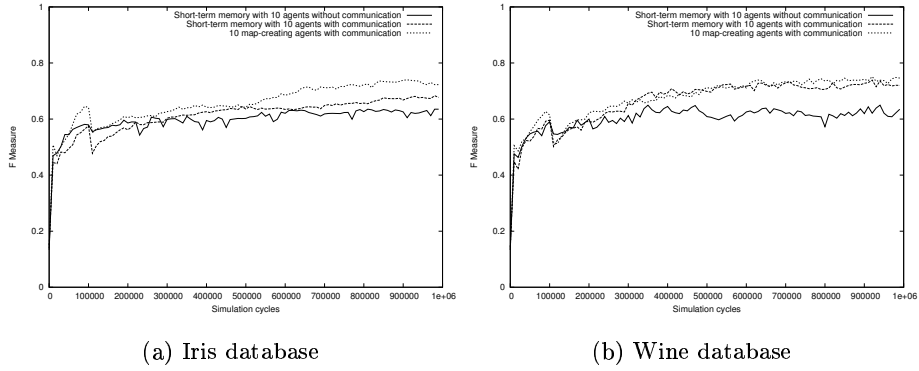 Short-term memory with 10 agents without communication
Short-term memory with 10 agents with communication
10 map-creating agents with communication
F Measure
1
0.8
0.6
0.4
0.2
0
0 100000 200000 300000 400000 500000 600000 700000 800000 900000 1e+06
Simulation cycles
(a) Iris database
Short-term memory with 10 agents without communication
Short-term memory with 10 agents with communication
10 map-creating agents with communication
F Measure
1
0.8
0.6
0.4
0.2
0
0 100000 200000 300000 400000 500000 600000 700000 800000 900000 1e+06
Simulation cycles
(b) Wine database